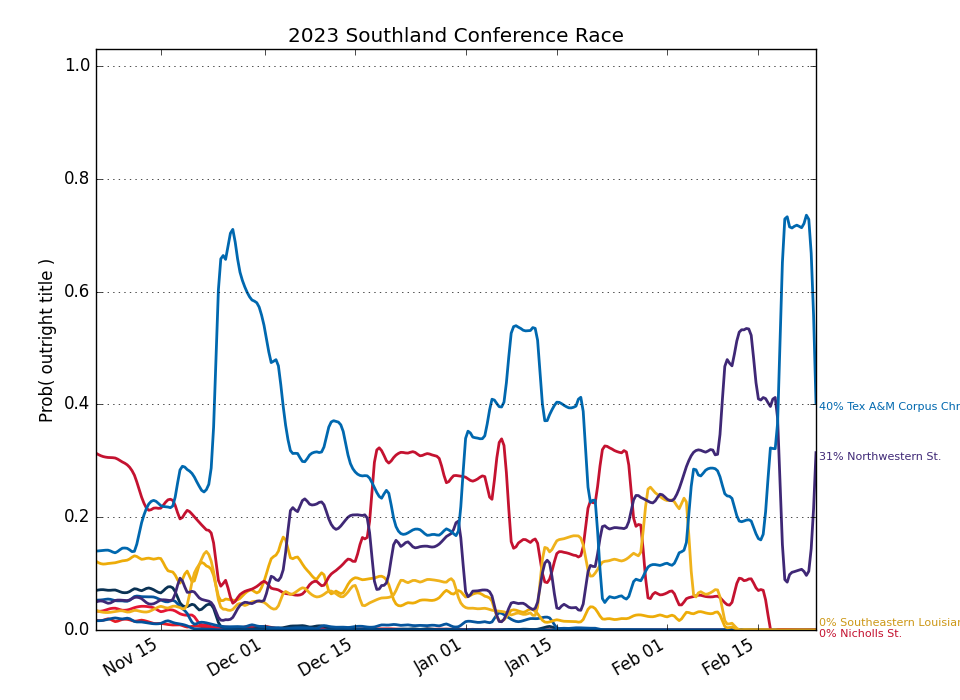 2023 Southland Conference Race
Prob( outright title )
1.0
0.8
0.6
0.4
0.2
0.0
Nov 15
Dec 01
Dec 15
Jan 01
Jan 15
Feb 01
Feb 15
40% Tex A&M Corpus Chr
31% Northwestern St.
0% Southeastern Louisian
0% Nicholls St.